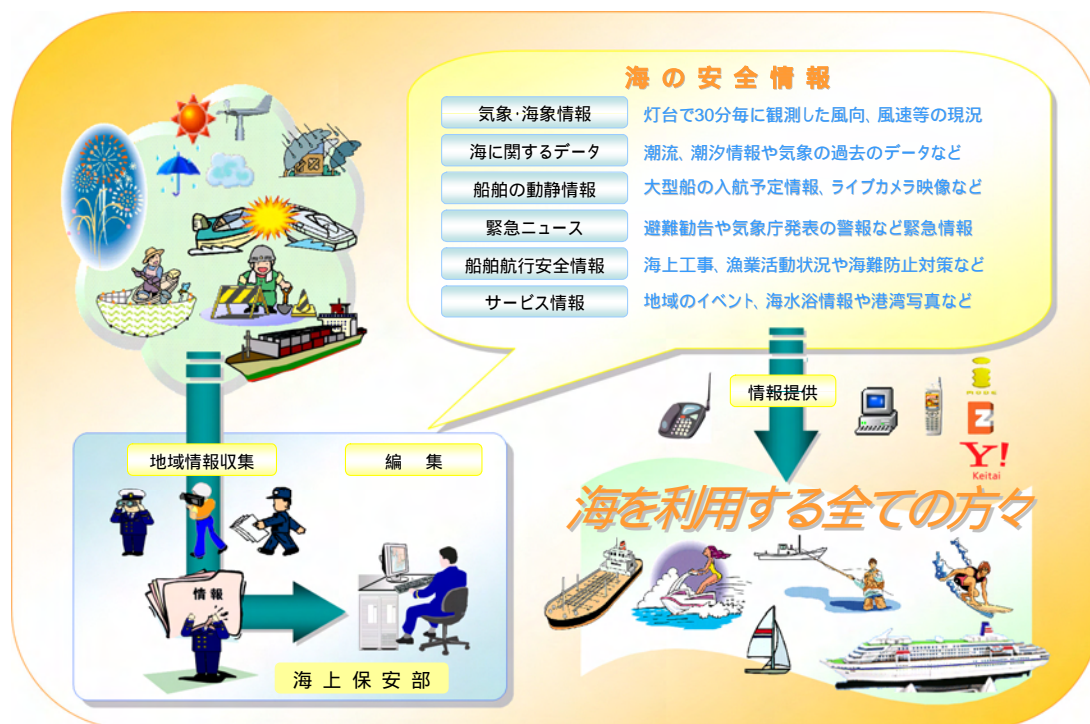 海の安全情報
気象・海象情報 灯台で30分毎に観測した風向、風速等の現況
海に関するデータ 潮流、潮汐情報や気象の過去のデータなど
船舶の動静情報 大型船の入航予定情報、ライブカメラ映像など
緊急ニュース 避難勧告や気象庁発表の警報など緊急情報
船舶航行安全情報 海上工事、漁業活動状況や海難防止対策など
サービス情報 地域のイベント、海水浴情報や港湾写真など
情報提供
mode
EZ
Y!
Keitai
地域情報収集
編 集
情報
海上保安部
海を利用する全ての方々